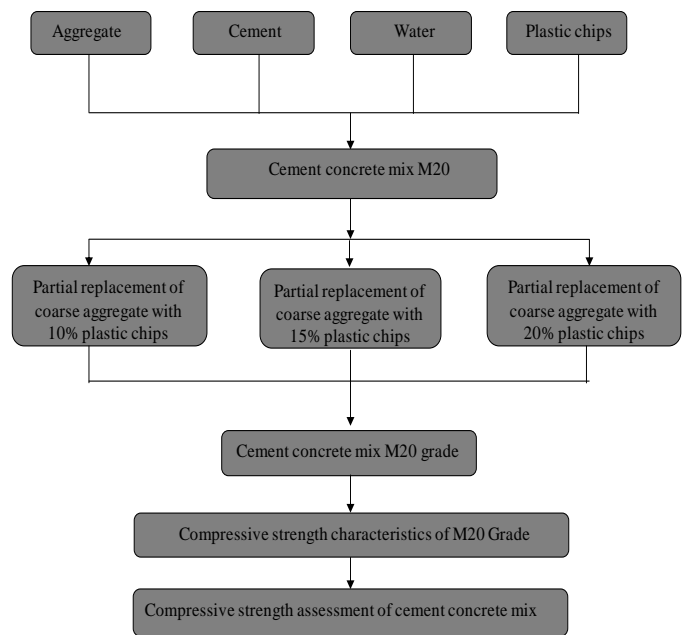 Aggregate
Cement
Water
Plastic chips
Cement concrete mix M20
Partial replacement of
coarse aggregate with
10% plastic chips
Partial replacement of
coarse aggregate with
15% plastic chips
Partial replacement of
coarse aggregate with
20% plastic chips
Cement concrete mix M20 grade
Compressive strength characteristics of M20 Grade
Compressive strength assessment of cement concrete mix